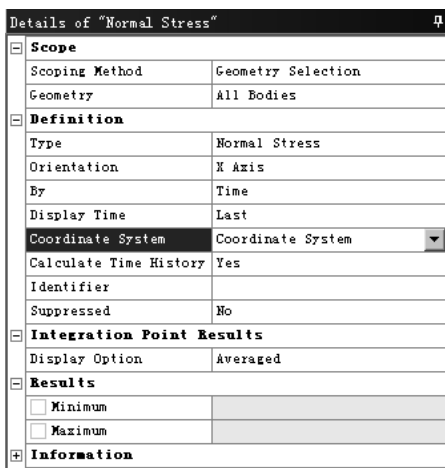 Details of "Normal Stress"
Scope
Scoping Method Geometry Selection
Geometry All Bodies
Definition
Type Normal Stress
Orientation X Axis
By Time
Display Time Last
Coordinate System Coordinate System
Calculate Time History Yes
Identifier
Suppressed No
Integration Point Results
Display Option Averaged
Results
Minimum
Maximum
Information